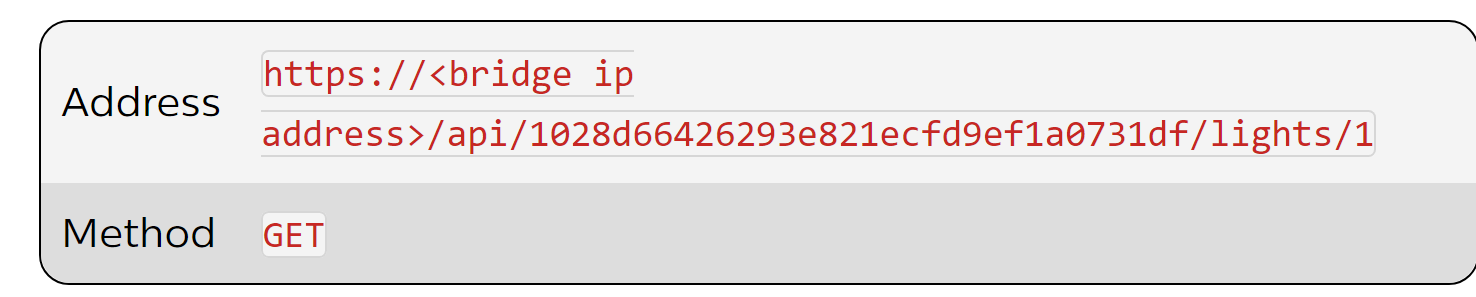 Address
https://<bridge ip
address>/api/1028d66426293e821ecfd9ef1a0731df/lights/1
Method
GET